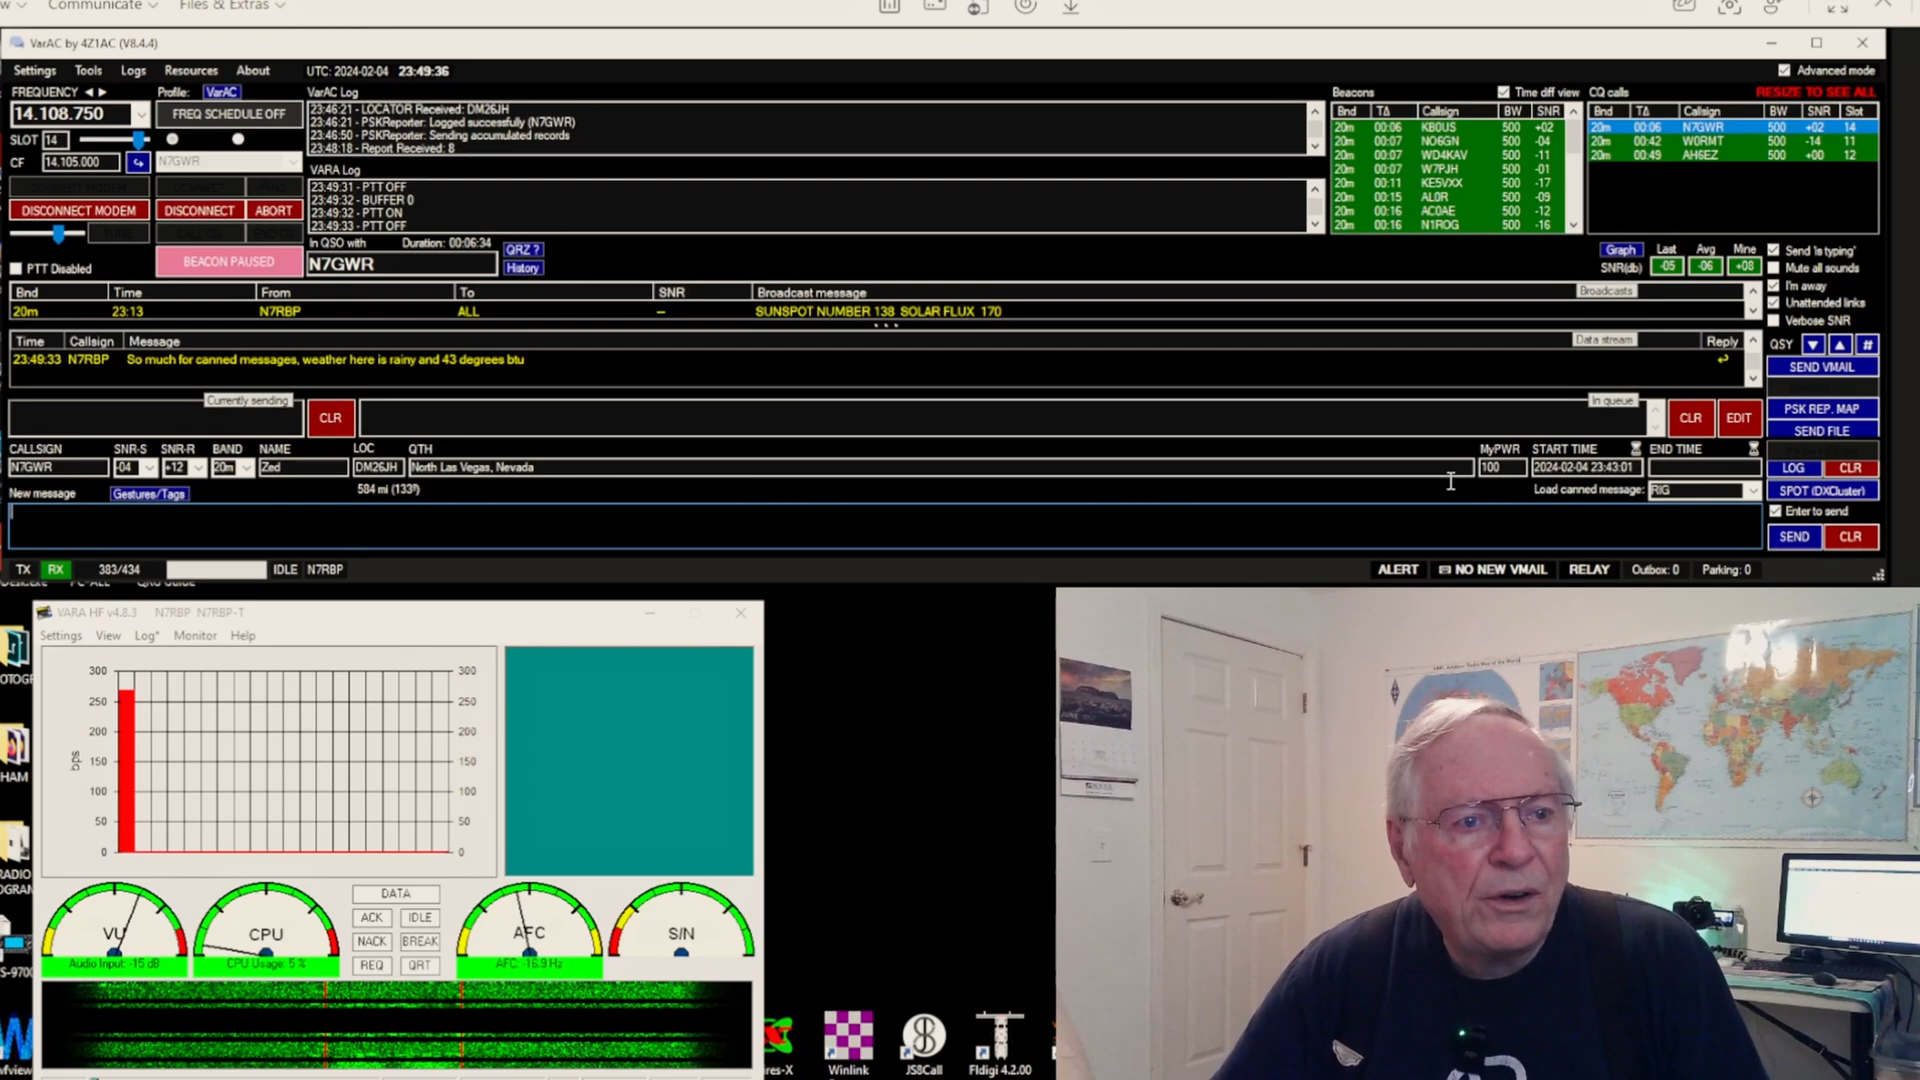 Communicate Files & Extras
VarAC by 4Z1AC (V8.4.4)
Settings Tools Logs Resources About UTC: 2024-02-04 23:49:36 Advanced mode
FREQUENCY Profile: VarAC VarAC Log Beacons Time diff view CQ calls RESIZE TO SEE ALL
14.108.750 FREQ SCHEDULE OFF
SLOT 14
CF 14.105.000 N7GWR
23:46:21 - LOCATOR Received: DM26JH
23:46:21 - PSKReporter: Logged successfully (N7GWR)
23:46:50 - PSKReporter: Sending accumulated records
23:48:18 - Report Received: 8
VARA Log
23:49:31 - PTT OFF
23:49:32 - BUFFER 0
23:49:32 - PTT ON
23:49:33 - PTT OFF
Bnd TΔ Callsign BW SNR
20m 00:06 KB0US 500 +02
20m 00:07 NO6GN 500 -04
20m 00:07 WD4KAV 500 -11
20m 00:07 W7PJH 500 -01
20m 00:11 KE5VXX 500 -17
20m 00:15 AL0R 500 -09
20m 00:16 AC0AE 500 -12
20m 00:16 N1ROG 500 -16
Bnd TΔ Callsign BW SNR Slot
20m 00:06 N7GWR 500 +02 14
20m 00:42 W0RMT 500 -14 11
20m 00:49 AH6EZ 500 +00 12
DISCONNECT MODEM DISCONNECT ABORT
TUNE
PTT Disabled BEACON PAUSED
In QSO with Duration: 00:06:34 QRZ ?
N7GWR History
Graph Last Avg Mine Send 'is typing'
SNR(db) -05 -06 +08 Mute all sounds
I'm away
Unattended links
Verbose SNR
Bnd Time From To SNR Broadcast message Broadcasts
20m 23:13 N7RBP ALL – SUNSPOT NUMBER 138 SOLAR FLUX 170
Time Callsign Message Data stream Reply QSY #
23:49:33 N7RBP So much for canned messages, weather here is rainy and 43 degrees btu
SEND VMAIL
Currently sending CLR In queue CLR EDIT PSK REP. MAP
SEND FILE
CALLSIGN SNR-S SNR-R BAND NAME LOC QTH MyPWR START TIME END TIME
N7GWR -04 +12 20m Zed DM26JH North Las Vegas, Nevada 100 2024-02-04 23:43:01 LOG CLR
584 mi (133º)
New message Gestures/Tags Load canned message: RIG SPOT (DXCluster)
Enter to send
SEND CLR
TX RX 383/434 IDLE N7RBP ALERT NO NEW VMAIL RELAY Outbox: 0 Parking: 0
VARA HF v4.8.3 N7RBP N7RBP-T
Settings View Log* Monitor Help
300 300
250 250
200 200
bps
150 150
100 100
50 50
0 0
DATA
ACK IDLE
NACK BREAK
REQ QRT
VU CPU AFC S/N
Audio Input: -15 dB CPU Usage: 5 % AFC: -16.9 Hz
HAM
Winlink JS8Call Fldigi 4.2.00
JUNE